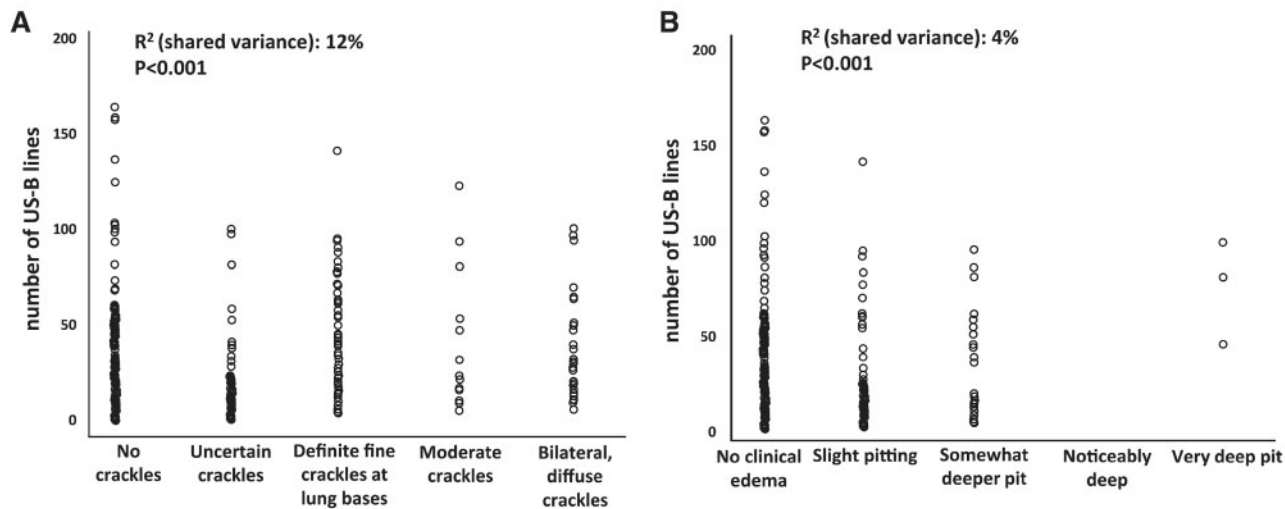 A
R² (shared variance): 12%
P<0.001
number of US-B lines
200
150
100
50
0
No crackles
Uncertain crackles
Definite fine crackles at lung bases
Moderate crackles
Bilateral, diffuse crackles
B
R² (shared variance): 4%
P<0.001
number of US-B lines
200
150
100
50
0
No clinical edema
Slight pitting
Somewhat deeper pit
Noticeably deep
Very deep pit